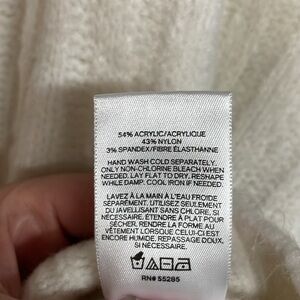 54% ACRYLIC/ACRYLIQUE
43% NYLON
3% SPANDEX/FIBRE ÉLASTHANNE
HAND WASH COLD SEPARATELY.
ONLY NON-CHLORINE BLEACH WHEN
NEEDED. LAY FLAT TO DRY. RESHAPE
WHILE DAMP. COOL IRON IF NEEDED.
LAVEZ À LA MAIN À L'EAU FROIDE
SÉPARÉMENT. UTILISEZ SEULEMENT
DU JAVELLISANT SANS CHLORE, SI
NÉCESSAIRE. ÉTENDRE À PLAT POUR
SÉCHER. REMETTRE EN FORME LE
VÊTEMENT LORSQUE CELUI-CI EST
ENCORE HUMIDE. REPASSAGE DOUX,
SI NÉCESSAIRE.
RN# 55285